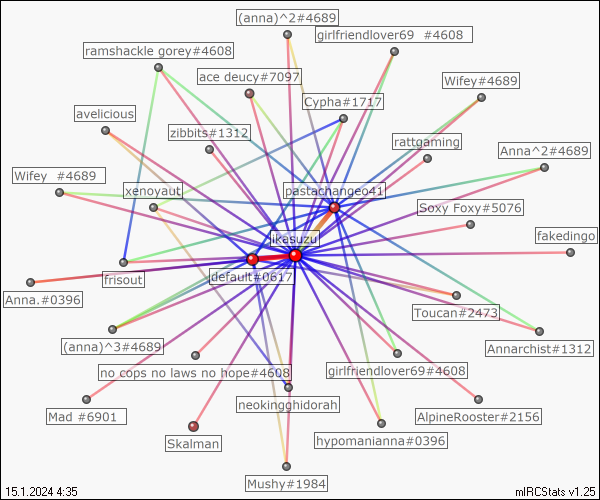 (anna)^2#4689
girlfriendlover69 #4608
ramshackle gorey#4608
ace deucy#7097
Wifey#4689
Cypha#1717
avelicious
zibbits#1312
rattgaming
Anna^2#4689
Wifey #4689
xenoyaut
pastachangeo41
Soxy Foxy#5076
likasuzu
fakedingo
frisout
default#0617
Anna.#0396
Toucan#2473
(anna)^3#4689
Annarchist#1312
no cops no laws no hope#4608
girlfriendlover69#4608
neokingghidorah
Mad #6901
AlpineRooster#2156
Skalman
hypomanianna#0396
Mushy#1984
15.1.2024 4:35
mIRCStats v1.25